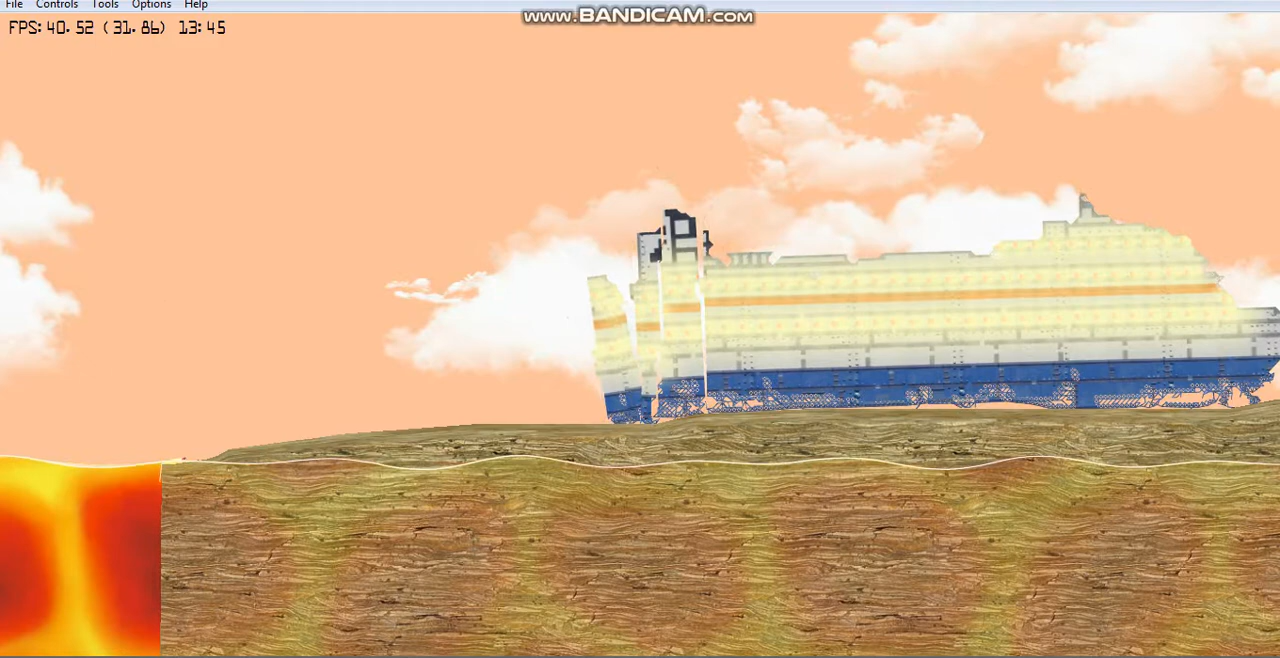 File Controls Tools Options Help
www.BANDICAM.com
FPS: 40.52 (31.86) 13:45